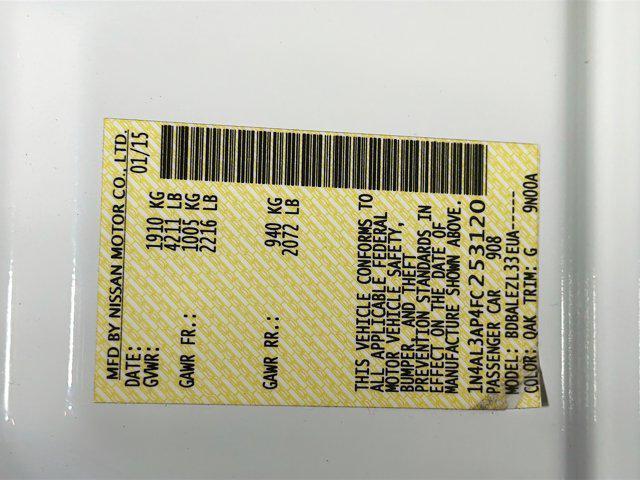 MFD BY NISSAN MOTOR CO., LTD.
DATE: 01/15
GVWR: 1910 KG
4211 LB
GAWR FR.: 1005 KG
2216 LB
GAWR RR.: 940 KG
2072 LB
THIS VEHICLE CONFORMS TO
ALL APPLICABLE FEDERAL
MOTOR VEHICLE SAFETY,
BUMPER, AND THEFT
PREVENTION STANDARDS IN
EFFECT ON THE DATE OF
MANUFACTURE SHOWN ABOVE.
1N4AL3AP4FC253120
PASSENGER CAR 908
MODEL: BDBALEZL33EUA-----
COLOR: QAK TRIM: G 9N00A